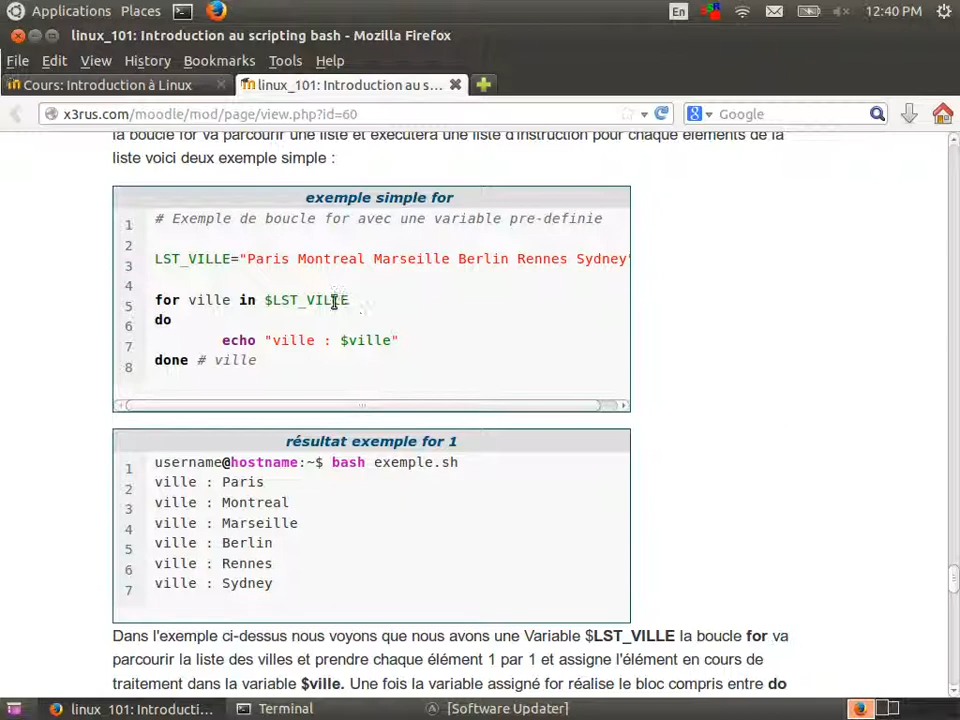 Applications Places En 12:40 PM
linux_101: Introduction au scripting bash - Mozilla Firefox
File Edit View History Bookmarks Tools Help
Cours: Introduction à Linux linux_101: Introduction au s...
x3rus.com/moodle/mod/page/view.php?id=60 Google
la boucle for va parcourir une liste et exécutera une liste d'instruction pour chaque éléments de la
liste voici deux exemple simple :
exemple simple for
1 # Exemple de boucle for avec une variable pre-definie
2
3 LST_VILLE="Paris Montreal Marseille Berlin Rennes Sydney"
4
5 for ville in $LST_VILLE
6 do
7 echo "ville : $ville"
8 done # ville
résultat exemple for 1
1 username@hostname:~$ bash exemple.sh
2 ville : Paris
3 ville : Montreal
4 ville : Marseille
5 ville : Berlin
6 ville : Rennes
7 ville : Sydney
Dans l'exemple ci-dessus nous voyons que nous avons une Variable $LST_VILLE la boucle for va
parcourir la liste des villes et prendre chaque élément 1 par 1 et assigne l'élément en cours de
traitement dans la variable $ville. Une fois la variable assigné for réalise le bloc compris entre do
linux_101: Introducti... Terminal [Software Updater]